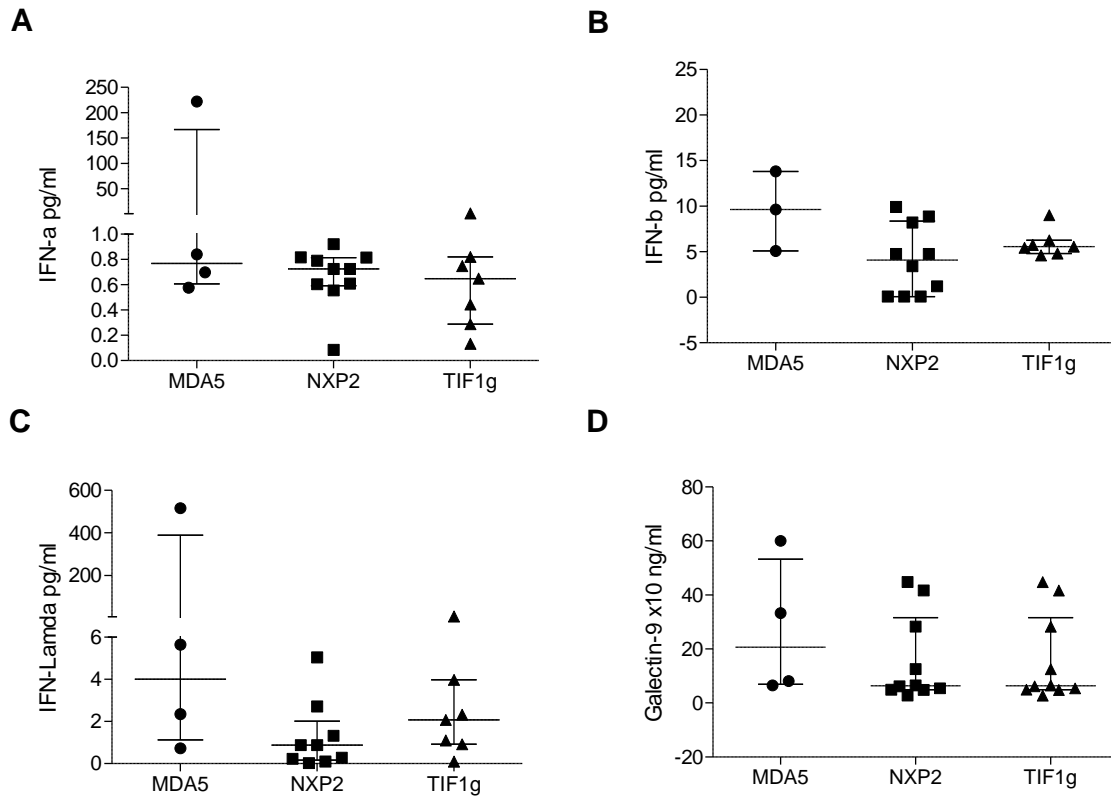 A
IFN-a pg/ml
250
200
150
100
50
1.0
0.8
0.6
0.4
0.2
0.0
MDA5 NXP2 TIF1g
B
IFN-b pg/ml
25
20
15
10
5
0
-5
MDA5 NXP2 TIF1g
C
IFN-Lamda pg/ml
600
400
200
6
4
2
0
MDA5 NXP2 TIF1g
D
Galectin-9 x10 ng/ml
80
60
40
20
0
-20
MDA5 NXP2 TIF1g